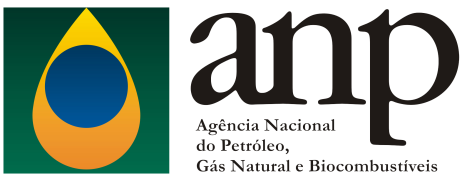 anp
Agência Nacional
do Petróleo,
Gás Natural e Biocombustíveis